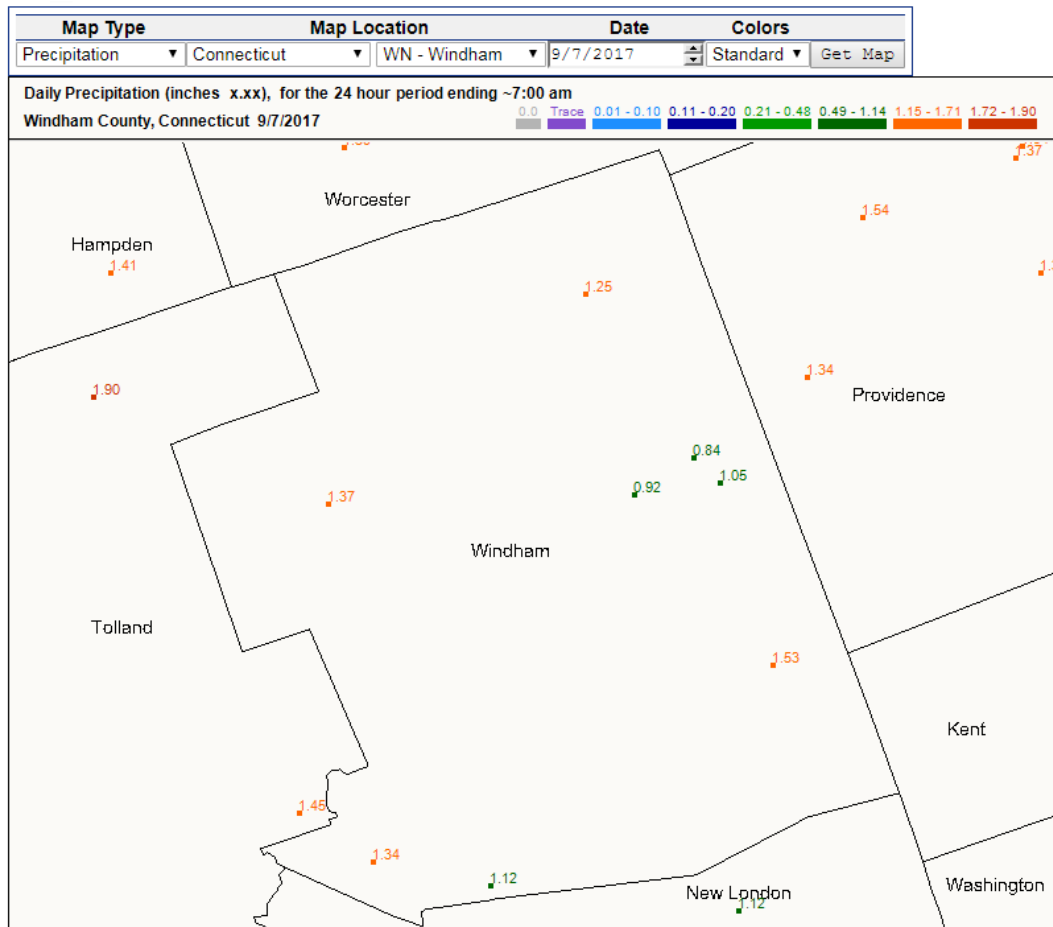 Map Type Map Location Date Colors
Precipitation Connecticut WN - Windham 9/7/2017 Standard Get Map
Daily Precipitation (inches x.xx), for the 24 hour period ending ~7:00 am
Windham County, Connecticut 9/7/2017
0.0 Trace 0.01 - 0.10 0.11 - 0.20 0.21 - 0.48 0.49 - 1.14 1.15 - 1.71 1.72 - 1.90
1.37
Worcester
1.54
Hampden
1.41
1.25
1.34
1.90
Providence
0.84
1.05
0.92
1.37
Windham
Tolland
1.53
Kent
1.45
1.34
1.12
New London
Washington
1.12